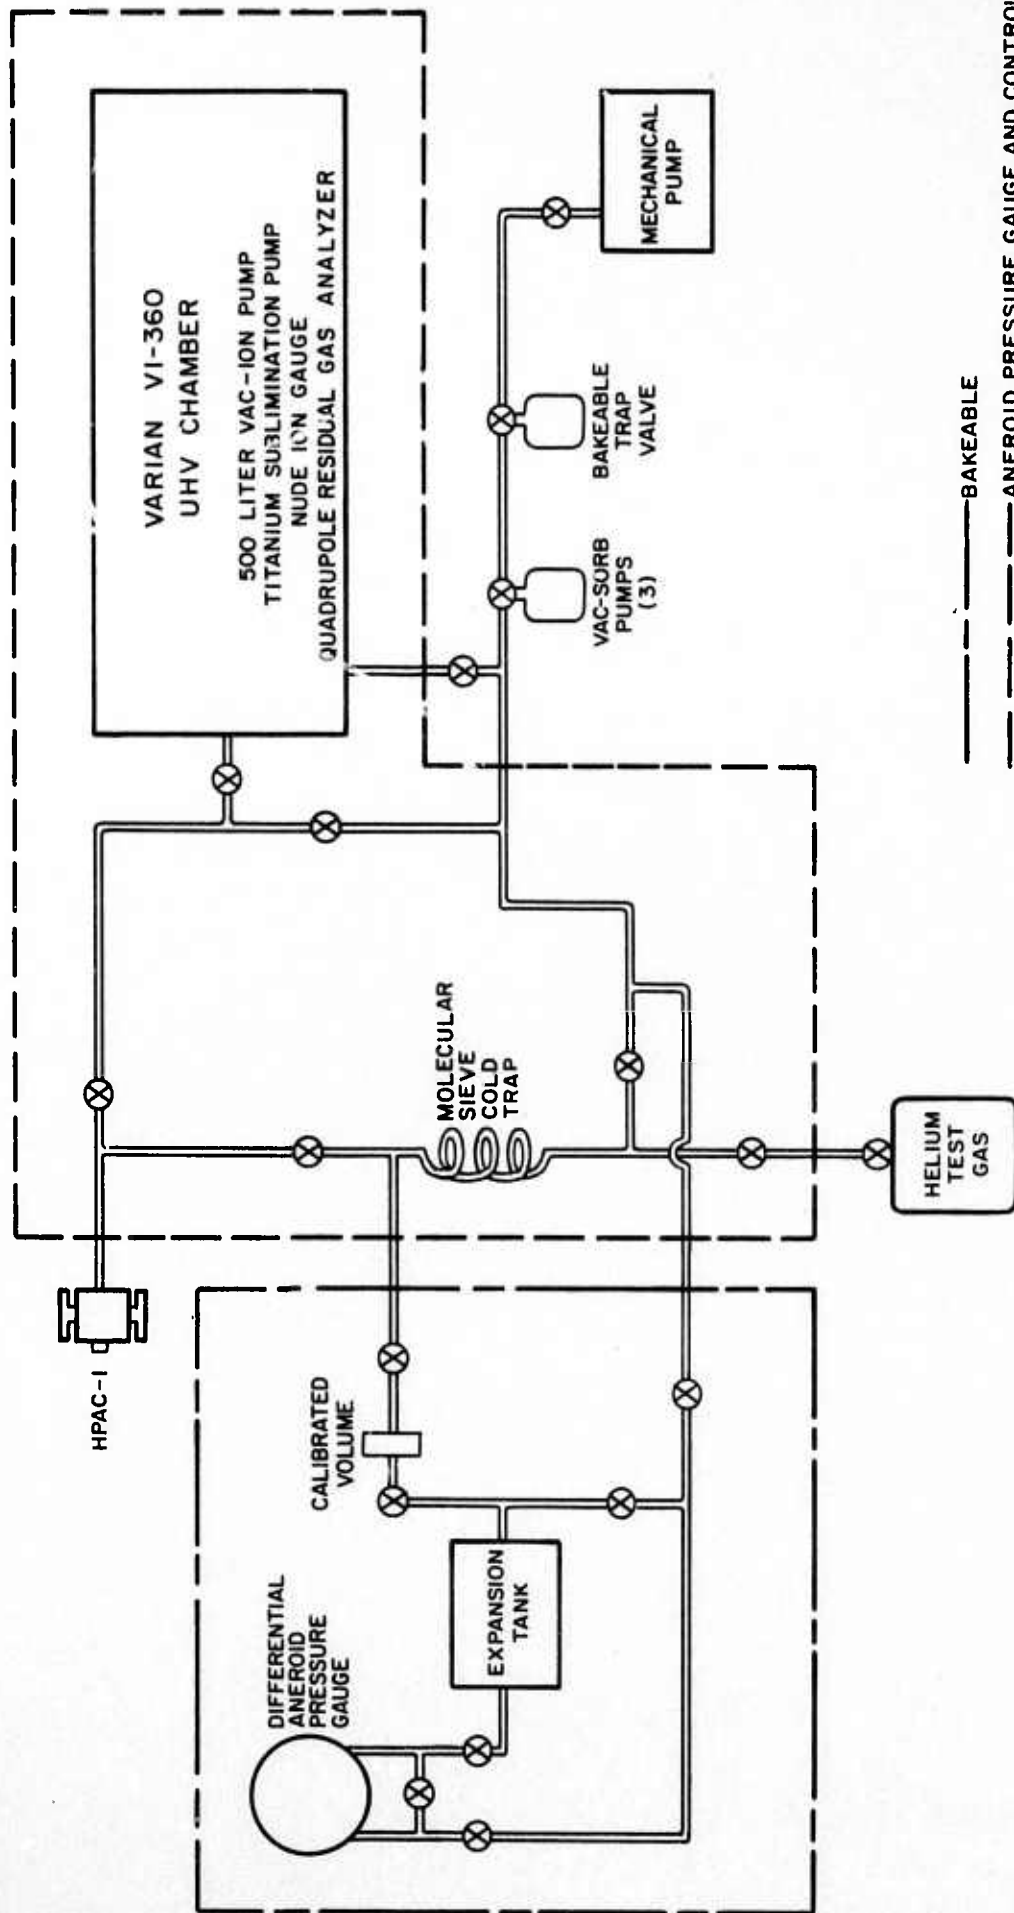 VARIAN VI-360
UHV CHAMBER
500 LITER VAC-ION PUMP
TITANIUM SUBLIMINATION PUMP
NUDE ION GAUGE
QUADRUPOLE RESIDUAL GAS ANALYZER
MECHANICAL
PUMP
BAKEABLE
TRAP
VALVE
VAC-SORB
PUMPS
(3)
MOLECULAR
SIEVE
COLD
TRAP
HPAC-1
HELIUM
TEST
GAS
CALIBRATED
VOLUME
EXPANSION
TANK
DIFFERENTIAL
ANEROID
PRESSURE
GAUGE
BAKEABLE
ANEROID PRESSURE GAUGE AND CONTROL